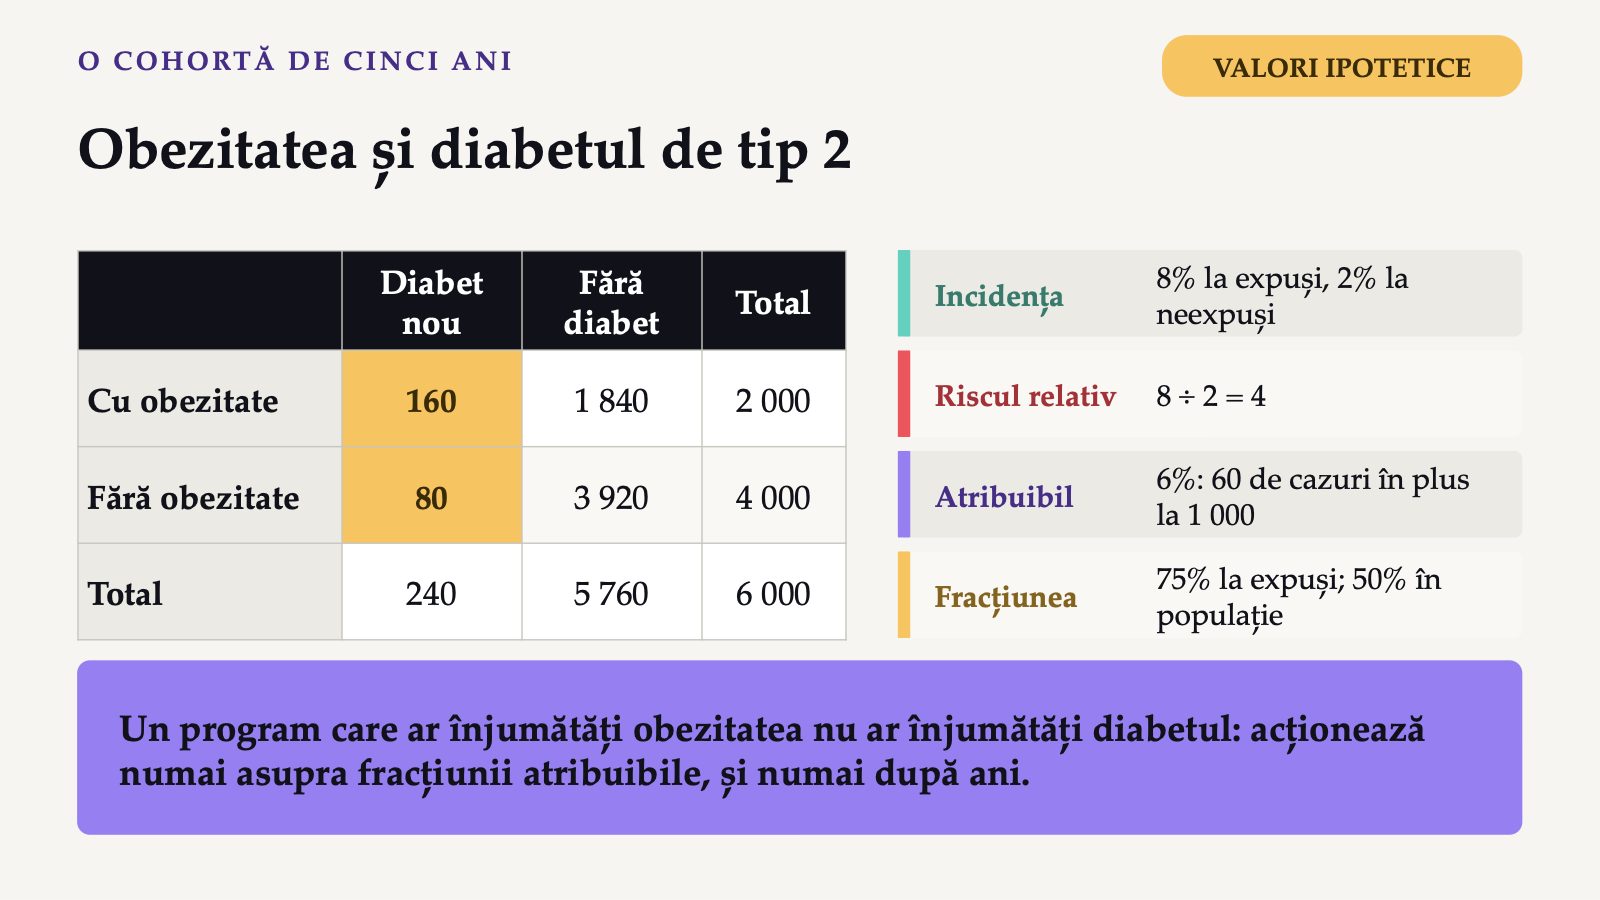 O COHORTĂ DE CINCI ANI
VALORI IPOTETICE
Obezitatea și diabetul de tip 2
Diabet nou
Fără diabet
Total
Cu obezitate 160 1 840 2 000
Fără obezitate 80 3 920 4 000
Total 240 5 760 6 000
Incidența
8% la expuși, 2% la
neexpuși
Riscul relativ
8 ÷ 2 = 4
Atribuibil
6%: 60 de cazuri în plus
la 1 000
Fracțiunea
75% la expuși; 50% în
populație
Un program care ar înjumătăți obezitatea nu ar înjumătăți diabetul: acționează
numai asupra fracțiunii atribuibile, și numai după ani.